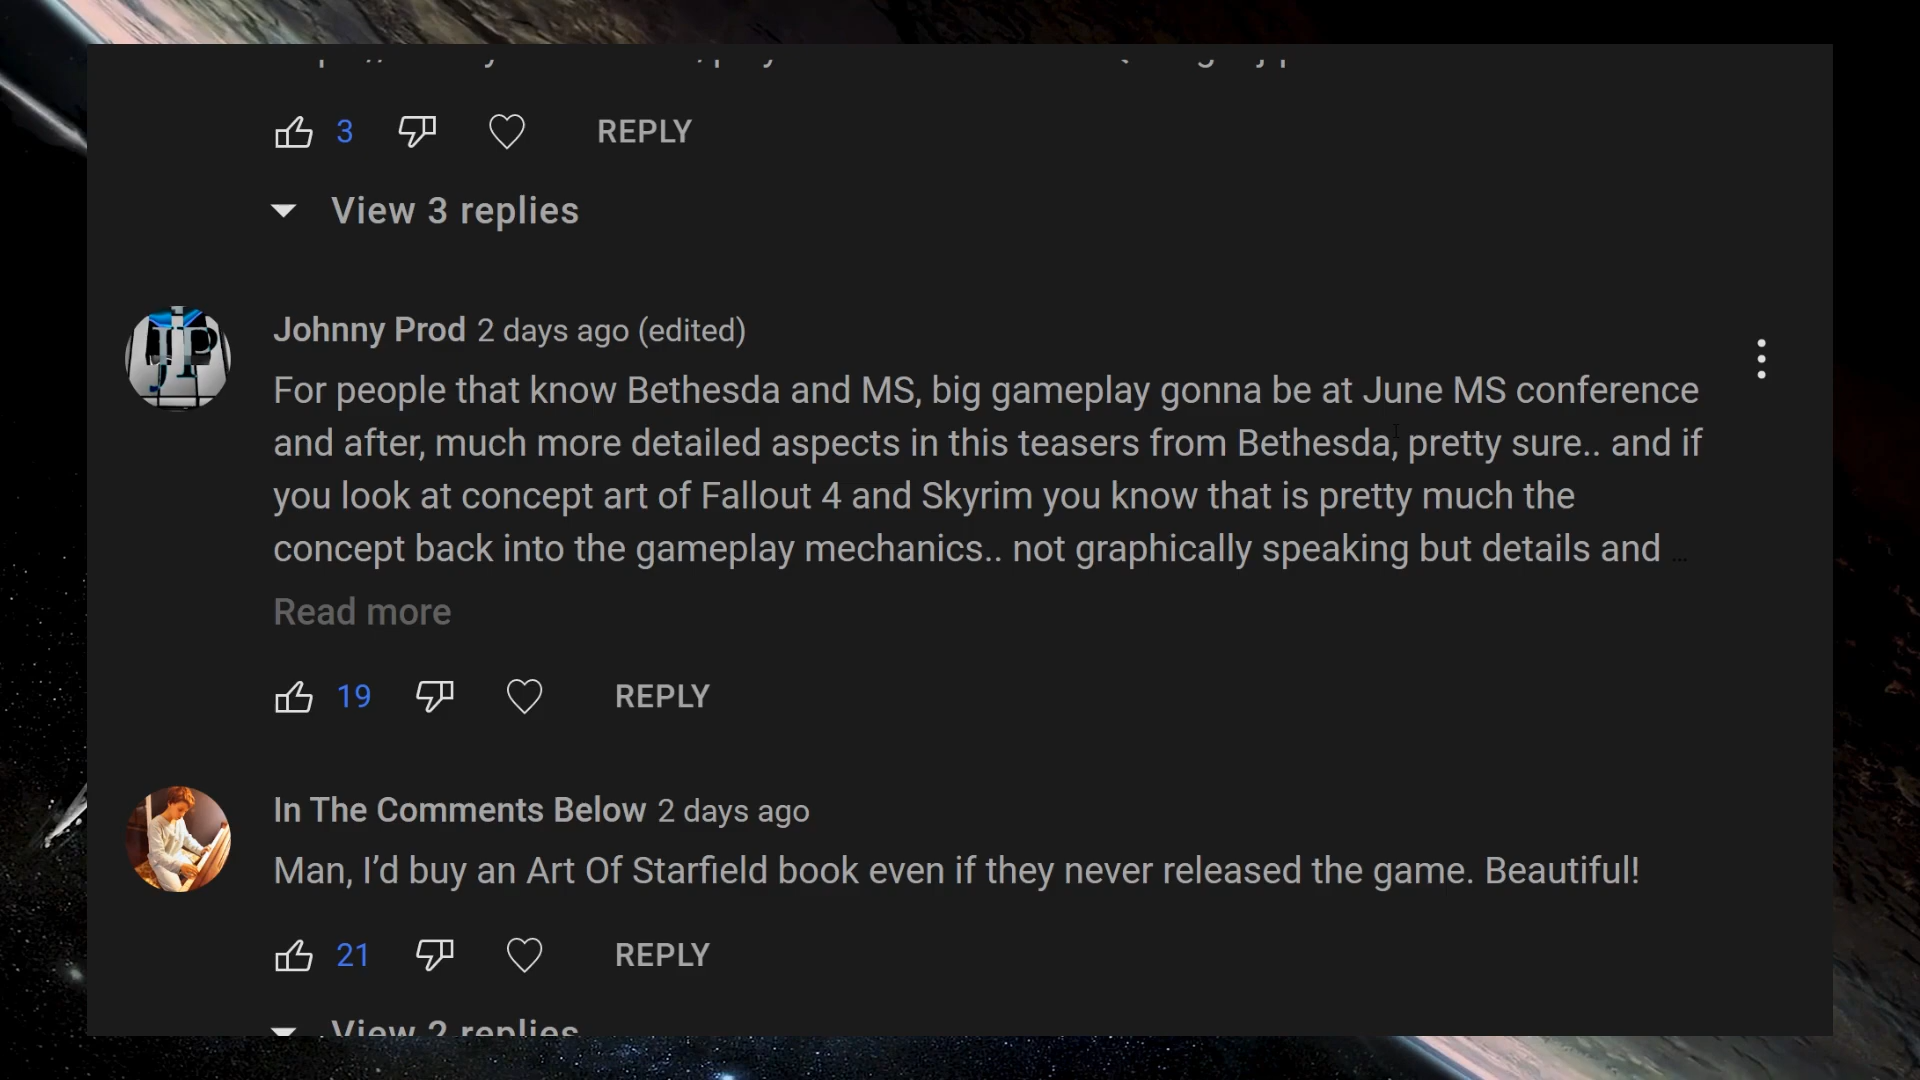 3 REPLY
View 3 replies
JP
Johnny Prod 2 days ago (edited)
For people that know Bethesda and MS, big gameplay gonna be at June MS conference
and after, much more detailed aspects in this teasers from Bethesda, pretty sure.. and if
you look at concept art of Fallout 4 and Skyrim you know that is pretty much the
concept back into the gameplay mechanics.. not graphically speaking but details and ...
Read more
19 REPLY
In The Comments Below 2 days ago
Man, I’d buy an Art Of Starfield book even if they never released the game. Beautiful!
21 REPLY
View 2 replies